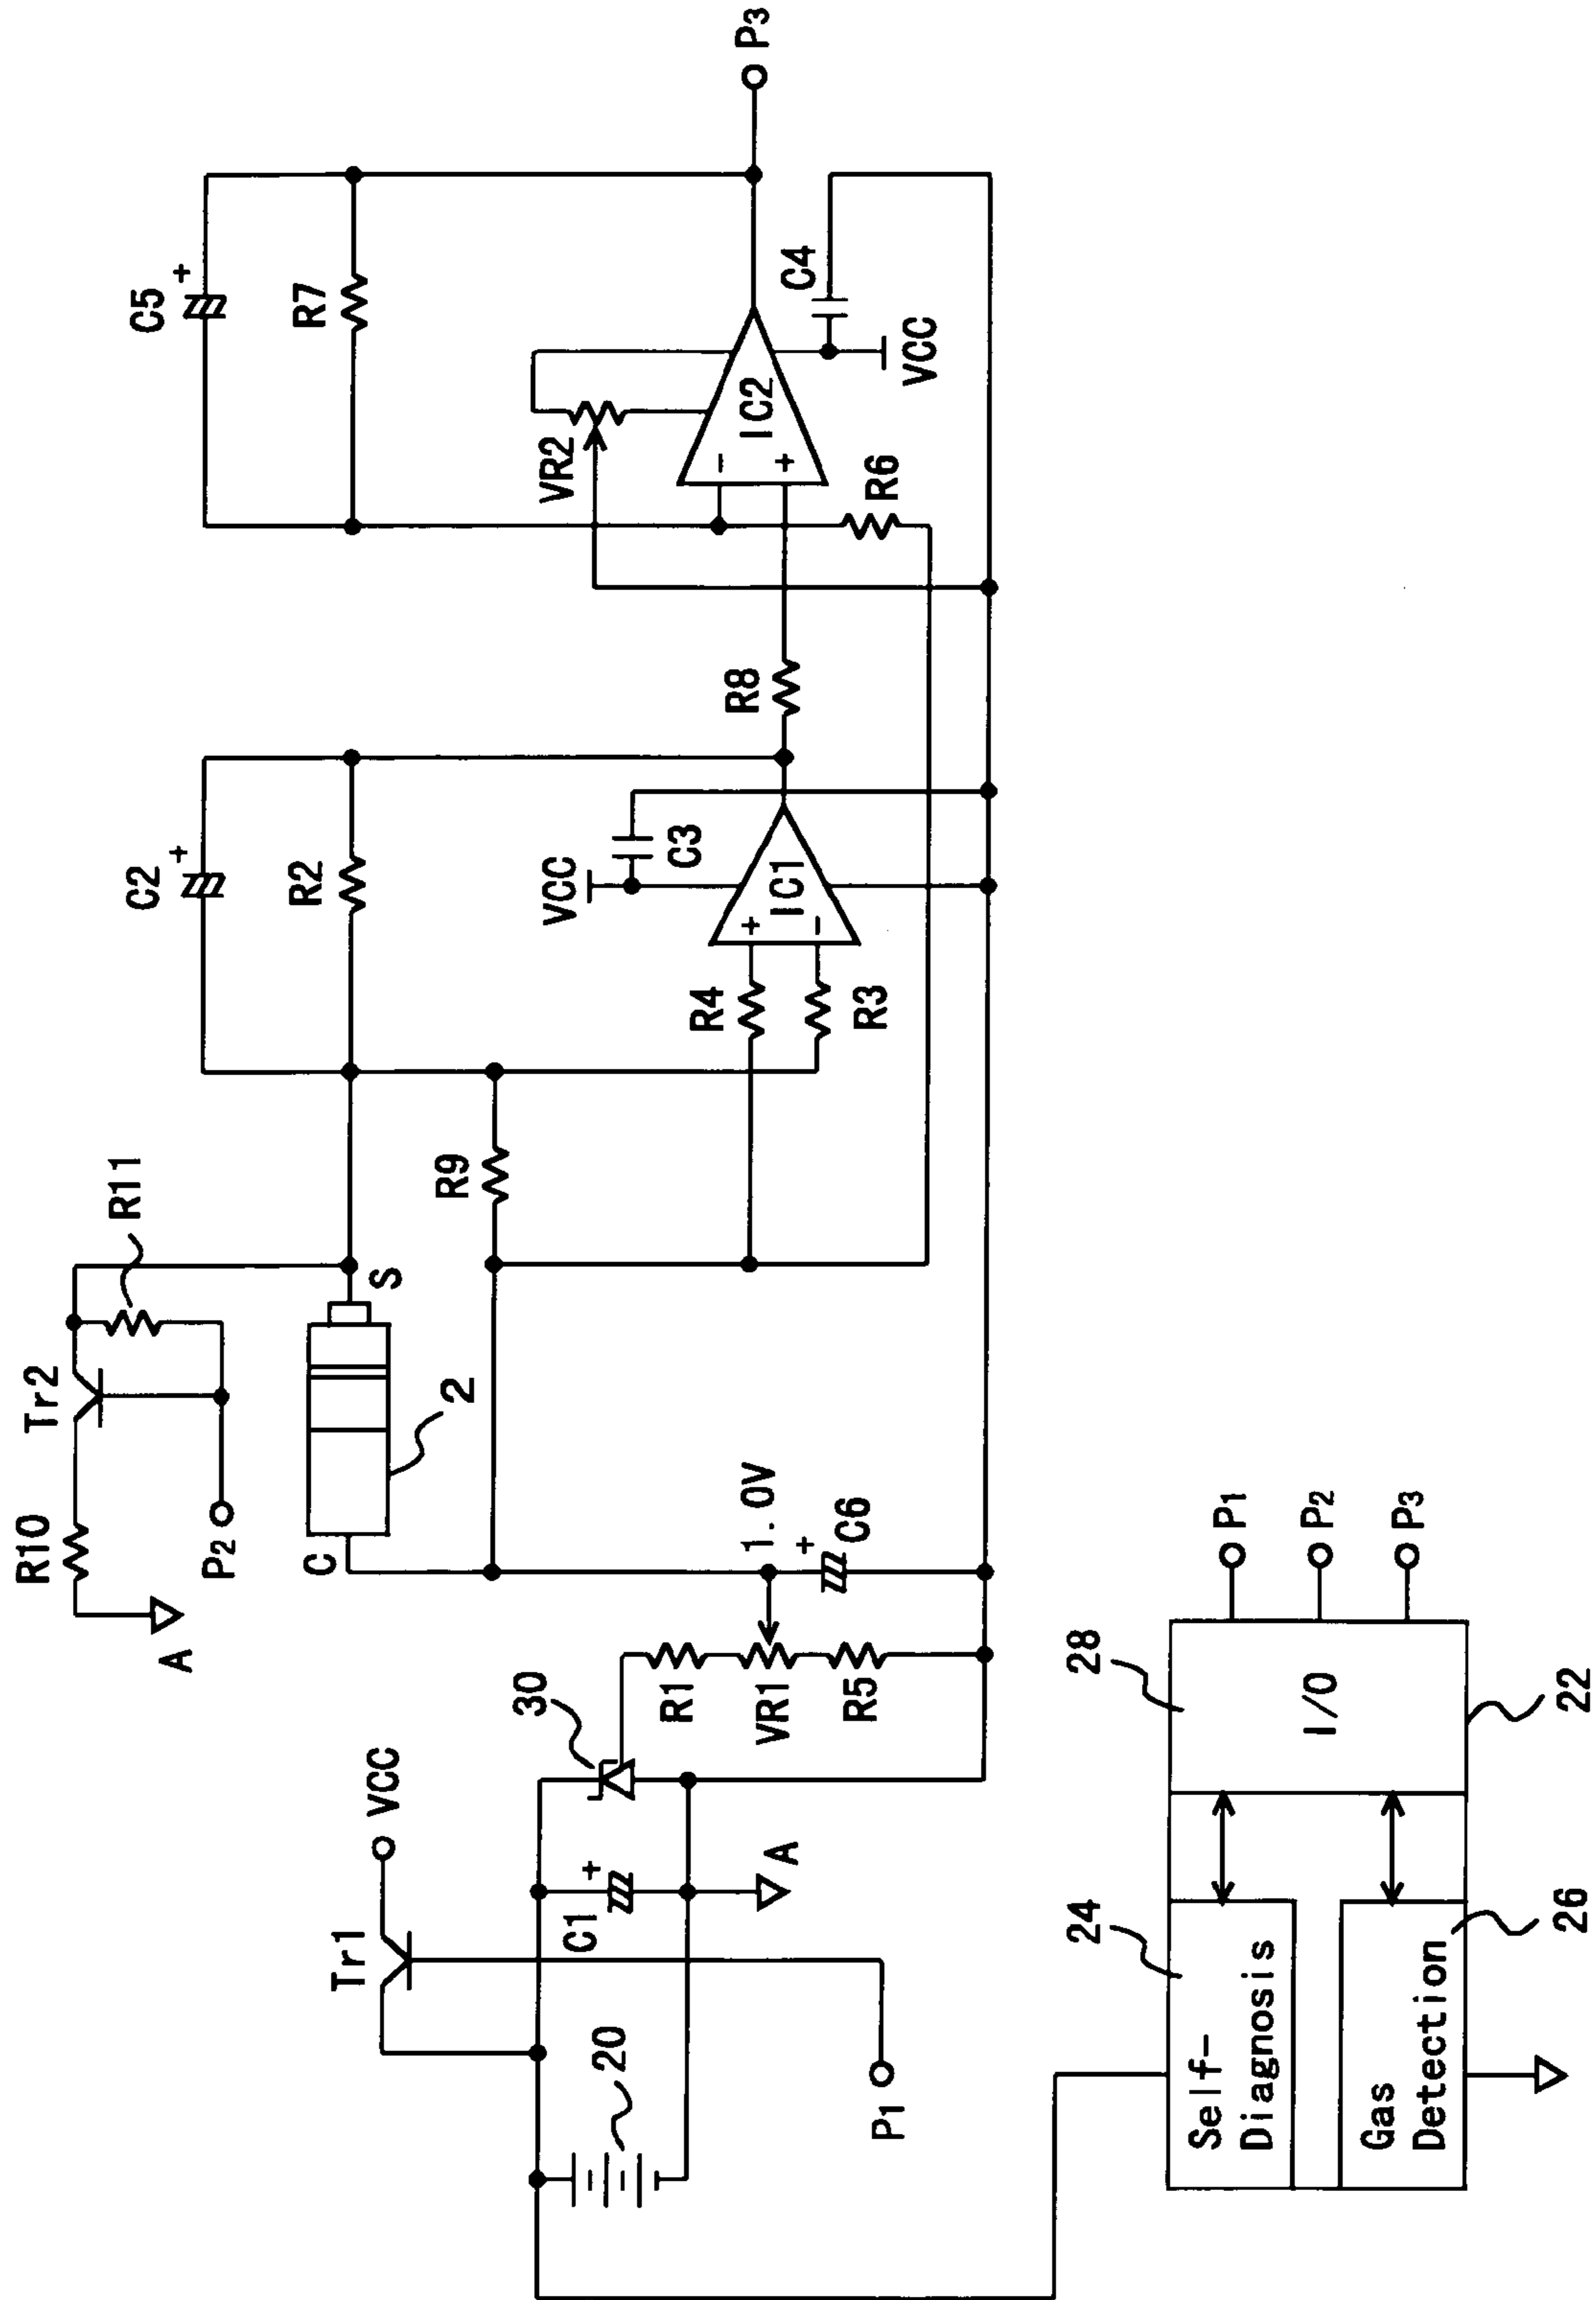 R10
A
P2
Tr2
R11
C
S
2
C2
+
R2
R9
R4
R3
VCC
C3
IC1
+
-
R8
C5
+
R7
VR2
IC2
-
+
R6
C4
VCC
P3
Tr1
VCC
20
C1
+
A
P1
30
R1
VR1
R5
1.0V
+
C6
24
Self-
Diagnosis
Gas
Detection
26
28
I/O
22
P1
P2
P3